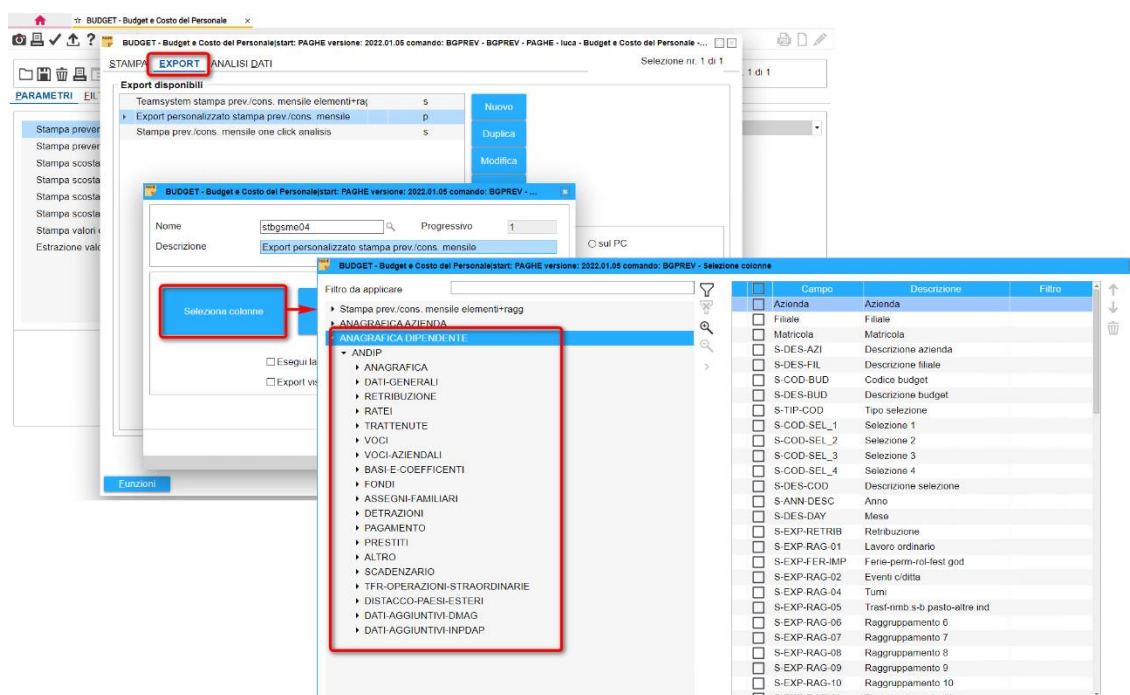 BUDGET - Budget e Costo del Personale ×
BUDGET - Budget e Costo del Personale|start: PAGHE versione: 2022.01.05 comando: BGPREV - BGPREV - PAGHE - luca - Budget e Costo del Personale -...
STAMPA EXPORT ANALISI DATI
Selezione nr. 1 di 1
1 di 1
PARAMETRI FIL
Export disponibili
Teamsystem stampa prev./cons. mensile elementi+rag s
Export personalizzato stampa prev./cons. mensile p
Stampa prev./cons. mensile one click analisis s
Nuovo
Duplica
Modifica
Stampa preven
Stampa preven
Stampa scosta
Stampa scosta
Stampa scosta
Stampa scosta
Stampa valori
Estrazione valo
BUDGET - Budget e Costo del Personale|start: PAGHE versione: 2022.01.05 comando: BGPREV - ...
Nome stbgsme04 Progressivo 1
Descrizione Export personalizzato stampa prev./cons. mensile
sul PC
Seleziona colonne
Esegui la
Export vis
Funzioni
BUDGET - Budget e Costo del Personale|start: PAGHE versione: 2022.01.05 comando: BGPREV - Selezione colonne
Filtro da applicare
Stampa prev./cons. mensile elementi+ragg
ANAGRAFICA AZIENDA
ANAGRAFICA DIPENDENTE
ANDIP
ANAGRAFICA
DATI-GENERALI
RETRIBUZIONE
RATEI
TRATTENUTE
VOCI
VOCI-AZIENDALI
BASI-E-COEFFICENTI
FONDI
ASSEGNI-FAMILIARI
DETRAZIONI
PAGAMENTO
PRESTITI
ALTRO
SCADENZARIO
TFR-OPERAZIONI-STRAORDINARIE
DISTACCO-PAESI-ESTERI
DATI-AGGIUNTIVI-DMAG
DATI-AGGIUNTIVI-INPDAP
Campo Descrizione Filtro
Azienda Azienda
Filiale Filiale
Matricola Matricola
S-DES-AZI Descrizione azienda
S-DES-FIL Descrizione filiale
S-COD-BUD Codice budget
S-DES-BUD Descrizione budget
S-TIP-COD Tipo selezione
S-COD-SEL_1 Selezione 1
S-COD-SEL_2 Selezione 2
S-COD-SEL_3 Selezione 3
S-COD-SEL_4 Selezione 4
S-DES-COD Descrizione selezione
S-ANN-DESC Anno
S-DES-DAY Mese
S-EXP-RETRIB Retribuzione
S-EXP-RAG-01 Lavoro ordinario
S-EXP-FER-IMP Ferie-perm-rol-fest god
S-EXP-RAG-02 Eventi c/ditta
S-EXP-RAG-04 Turni
S-EXP-RAG-05 Trasf-rimb.s-b.pasto-altre ind
S-EXP-RAG-06 Raggruppamento 6
S-EXP-RAG-07 Raggruppamento 7
S-EXP-RAG-08 Raggruppamento 8
S-EXP-RAG-09 Raggruppamento 9
S-EXP-RAG-10 Raggruppamento 10